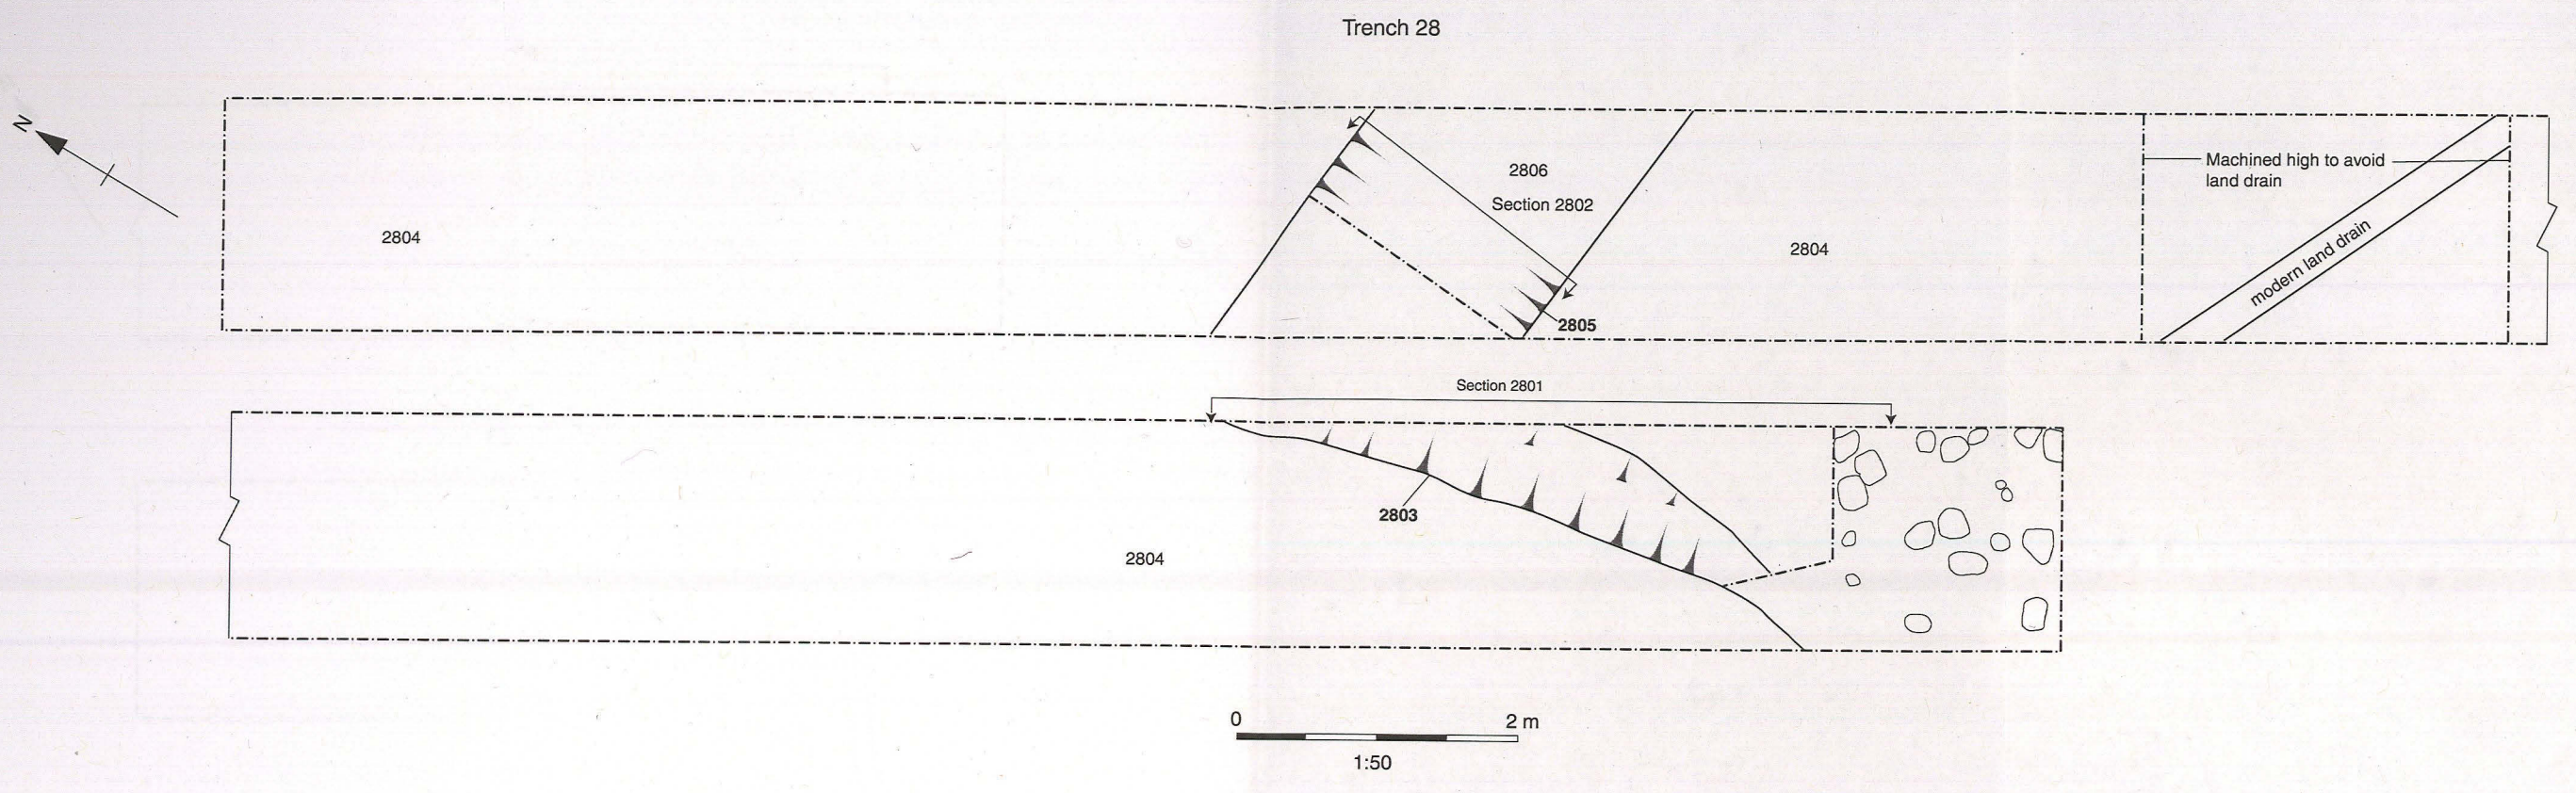 Trench 28
N
2804
2806
Section 2802
2805
2804
Machined high to avoid
land drain
modern land drain
Section 2801
2803
2804
0 2 m
1:50